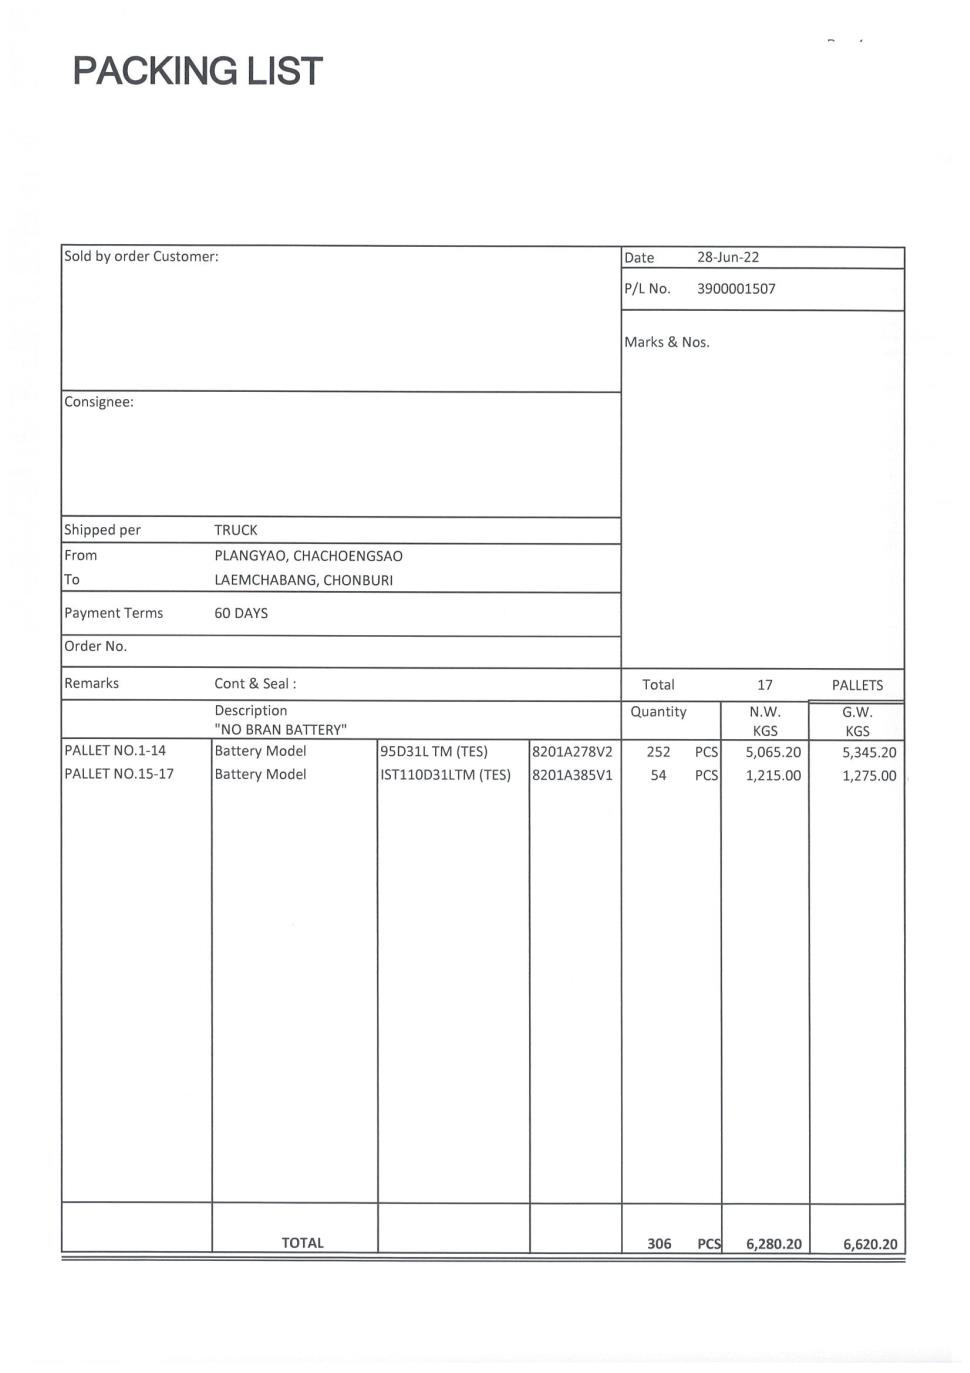 PACKING LIST
Sold by order Customer:
Date 28-Jun-22
P/L No. 3900001507
Marks & Nos.
Consignee:
Shipped per TRUCK
From PLANGYAO, CHACHOENGSAO
To LAEMCHABANG, CHONBURI
Payment Terms 60 DAYS
Order No.
Remarks Cont & Seal : Total 17 PALLETS
Description Quantity N.W. G.W.
"NO BRAN BATTERY" KGS KGS
PALLET NO.1-14 Battery Model 95D31L TM (TES) 8201A278V2 252 PCS 5,065.20 5,345.20
PALLET NO.15-17 Battery Model IST110D31LTM (TES) 8201A385V1 54 PCS 1,215.00 1,275.00
TOTAL 306 PCS 6,280.20 6,620.20